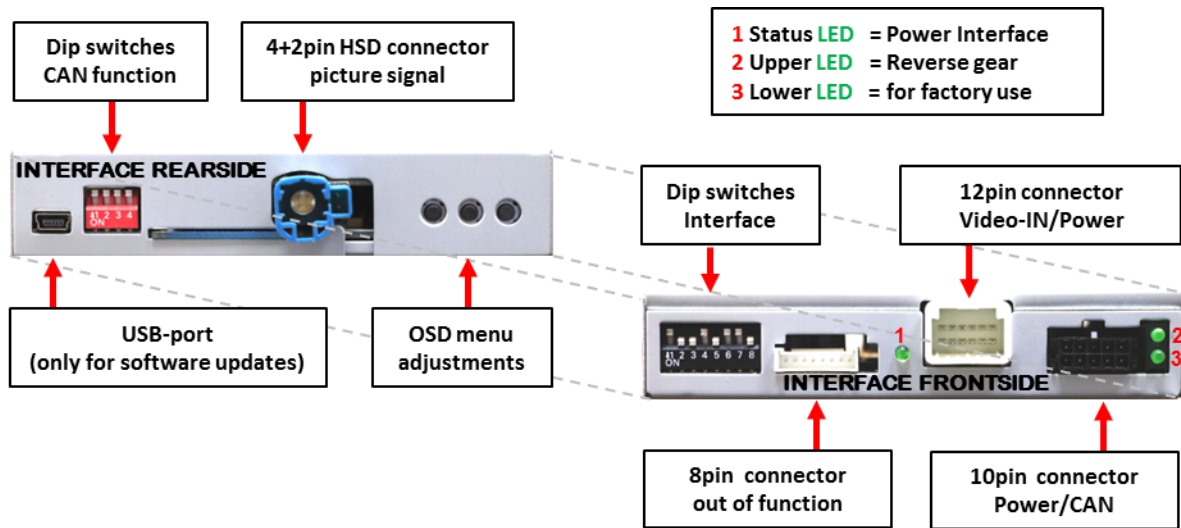 Dip switches
CAN function
4+2pin HSD connector
picture signal
1 Status LED = Power Interface
2 Upper LED = Reverse gear
3 Lower LED = for factory use
INTERFACE REARSIDE
1 2 3 4
ON
Dip switches
Interface
12pin connector
Video-IN/Power
USB-port
(only for software updates)
OSD menu
adjustments
1
2
3
1 2 3 4 5 6 7 8
ON
INTERFACE FRONTSIDE
8pin connector
out of function
10pin connector
Power/CAN